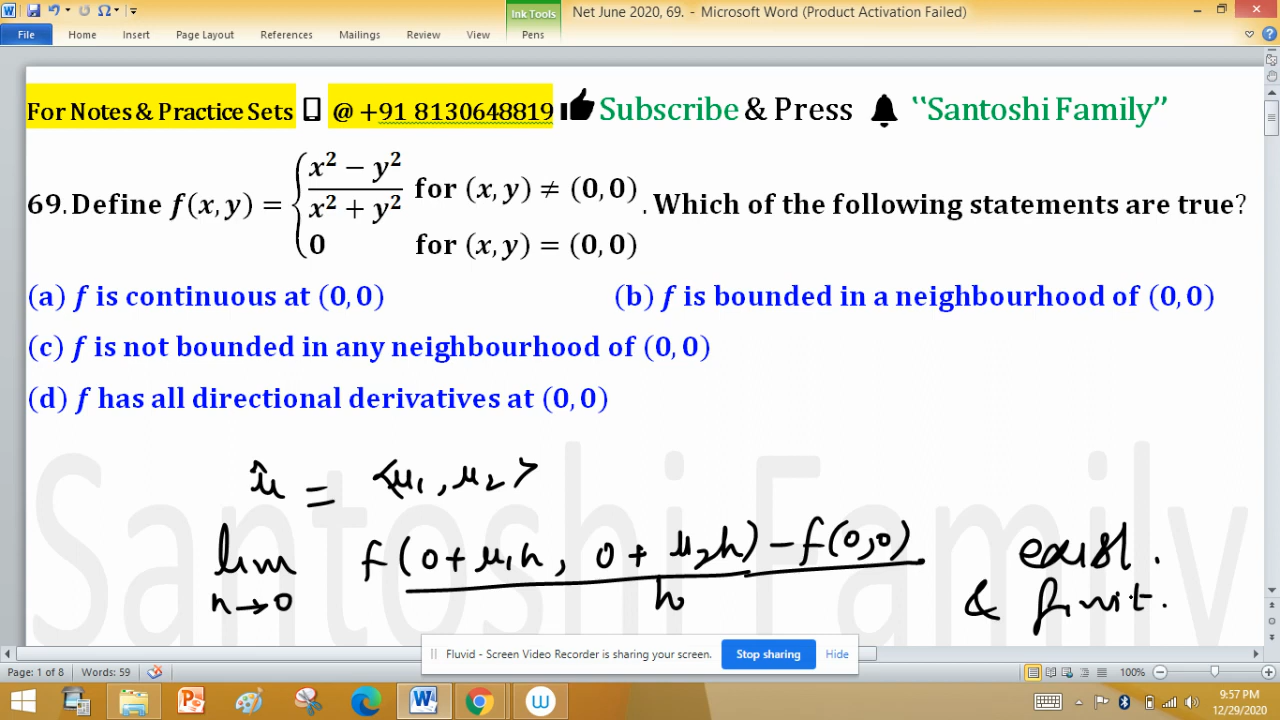 Net June 2020, 69. - Microsoft Word (Product Activation Failed)
Ink Tools
File Home Insert Page Layout References Mailings Review View Pens
For Notes & Practice Sets @ +91 8130648819 Subscribe & Press ‟Santoshi Family”
69. Define f(x, y) = { (x² − y²)/(x² + y²) for (x, y) ≠ (0, 0) . Which of the following statements are true?
0 for (x, y) = (0, 0)
(a) f is continuous at (0, 0) (b) f is bounded in a neighbourhood of (0, 0)
(c) f is not bounded in any neighbourhood of (0, 0)
(d) f has all directional derivatives at (0, 0)
û = <u₁, u₂>
lim h→0 (f(0 + u₁h, 0 + u₂h) − f(0,0))/h exist.
& finit.
Santoshi Family
Fluvid - Screen Video Recorder is sharing your screen. Stop sharing Hide
Page: 1 of 8 Words: 59 100%
9:57 PM
12/29/2020